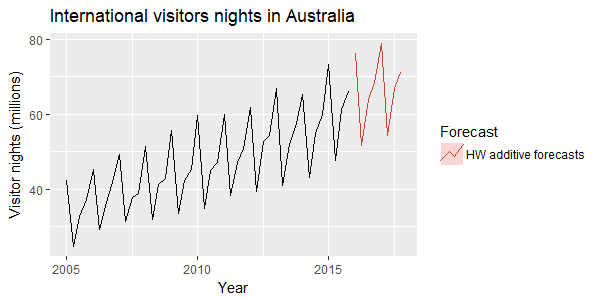 International visitors nights in Australia
Visitor nights (millions)
80
60
40
2005
2010
2015
Year
Forecast
HW additive forecasts